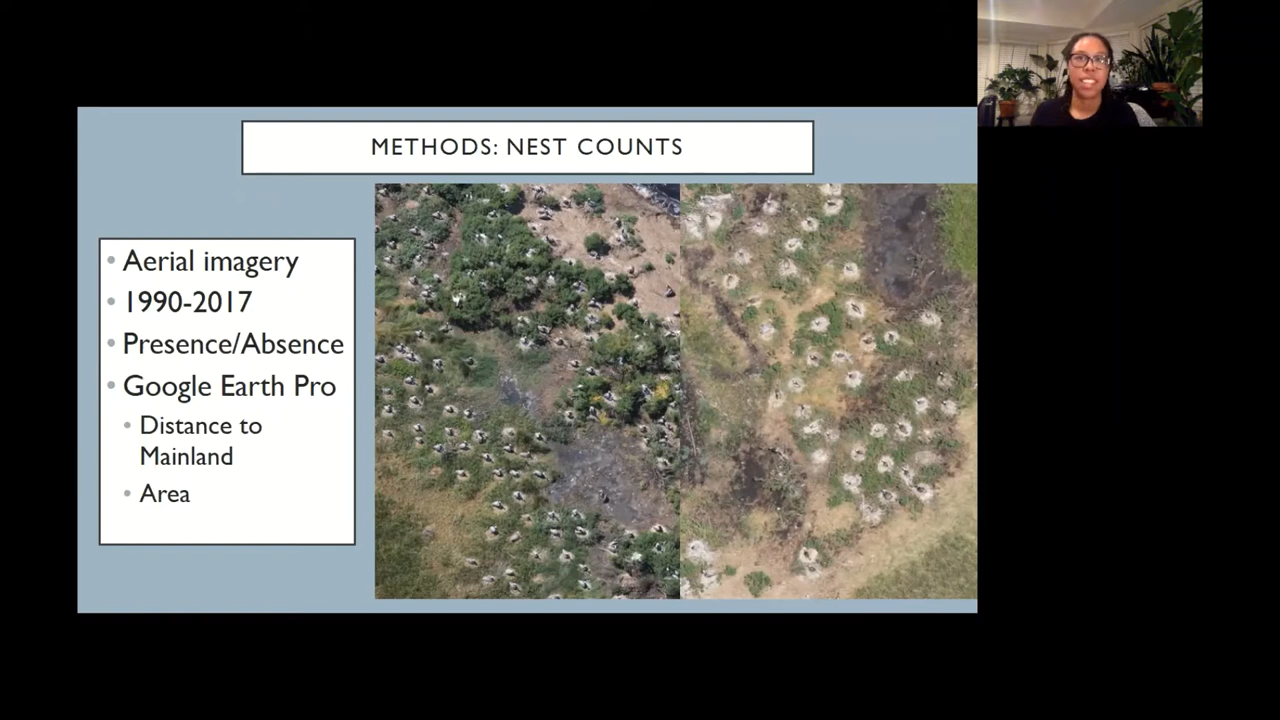 METHODS: NEST COUNTS
• Aerial imagery
• 1990-2017
• Presence/Absence
• Google Earth Pro
• Distance to
Mainland
• Area